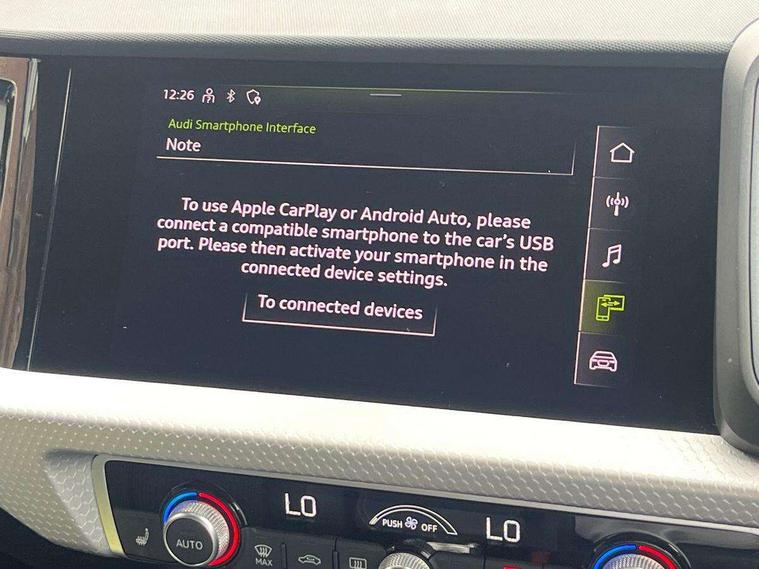 12:26
Audi Smartphone Interface
Note
To use Apple CarPlay or Android Auto, please
connect a compatible smartphone to the car's USB
port. Please then activate your smartphone in the
connected device settings.
To connected devices
LO
PUSH OFF
LO
AUTO
MAX